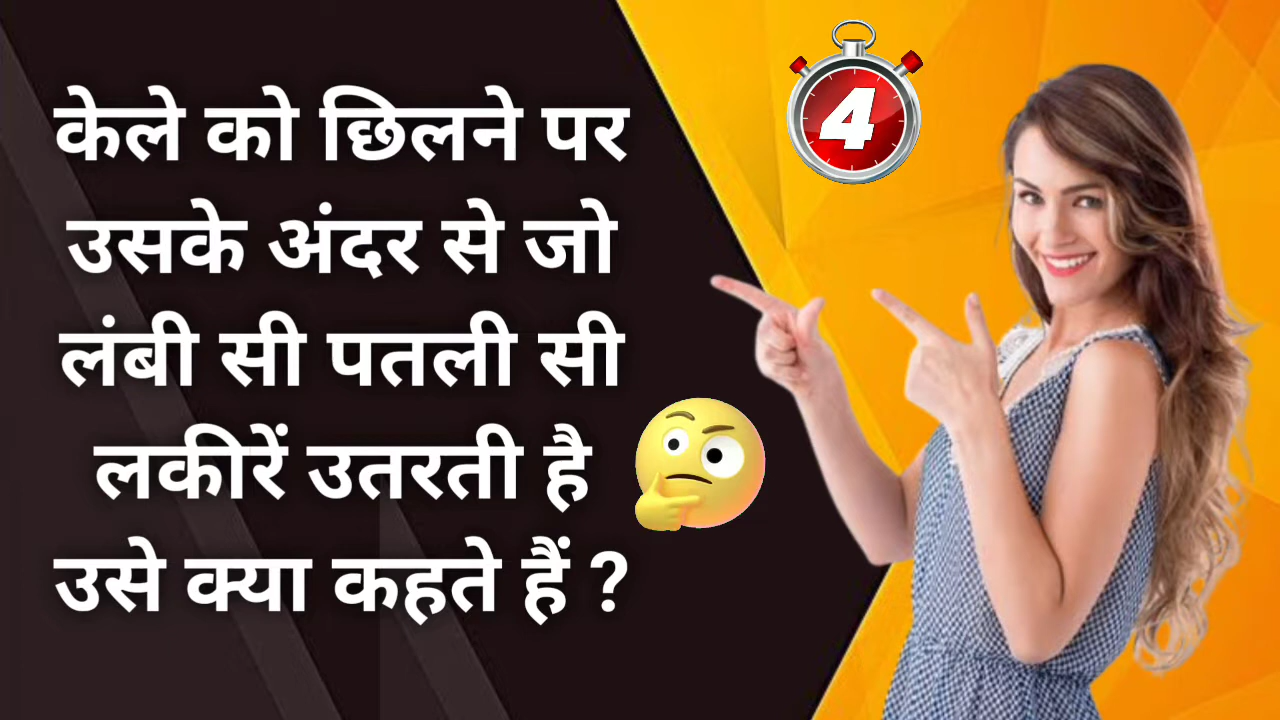 केले को छिलने पर
उसके अंदर से जो
लंबी सी पतली सी
लकीरें उतरती है
उसे क्या कहते हैं ?
4